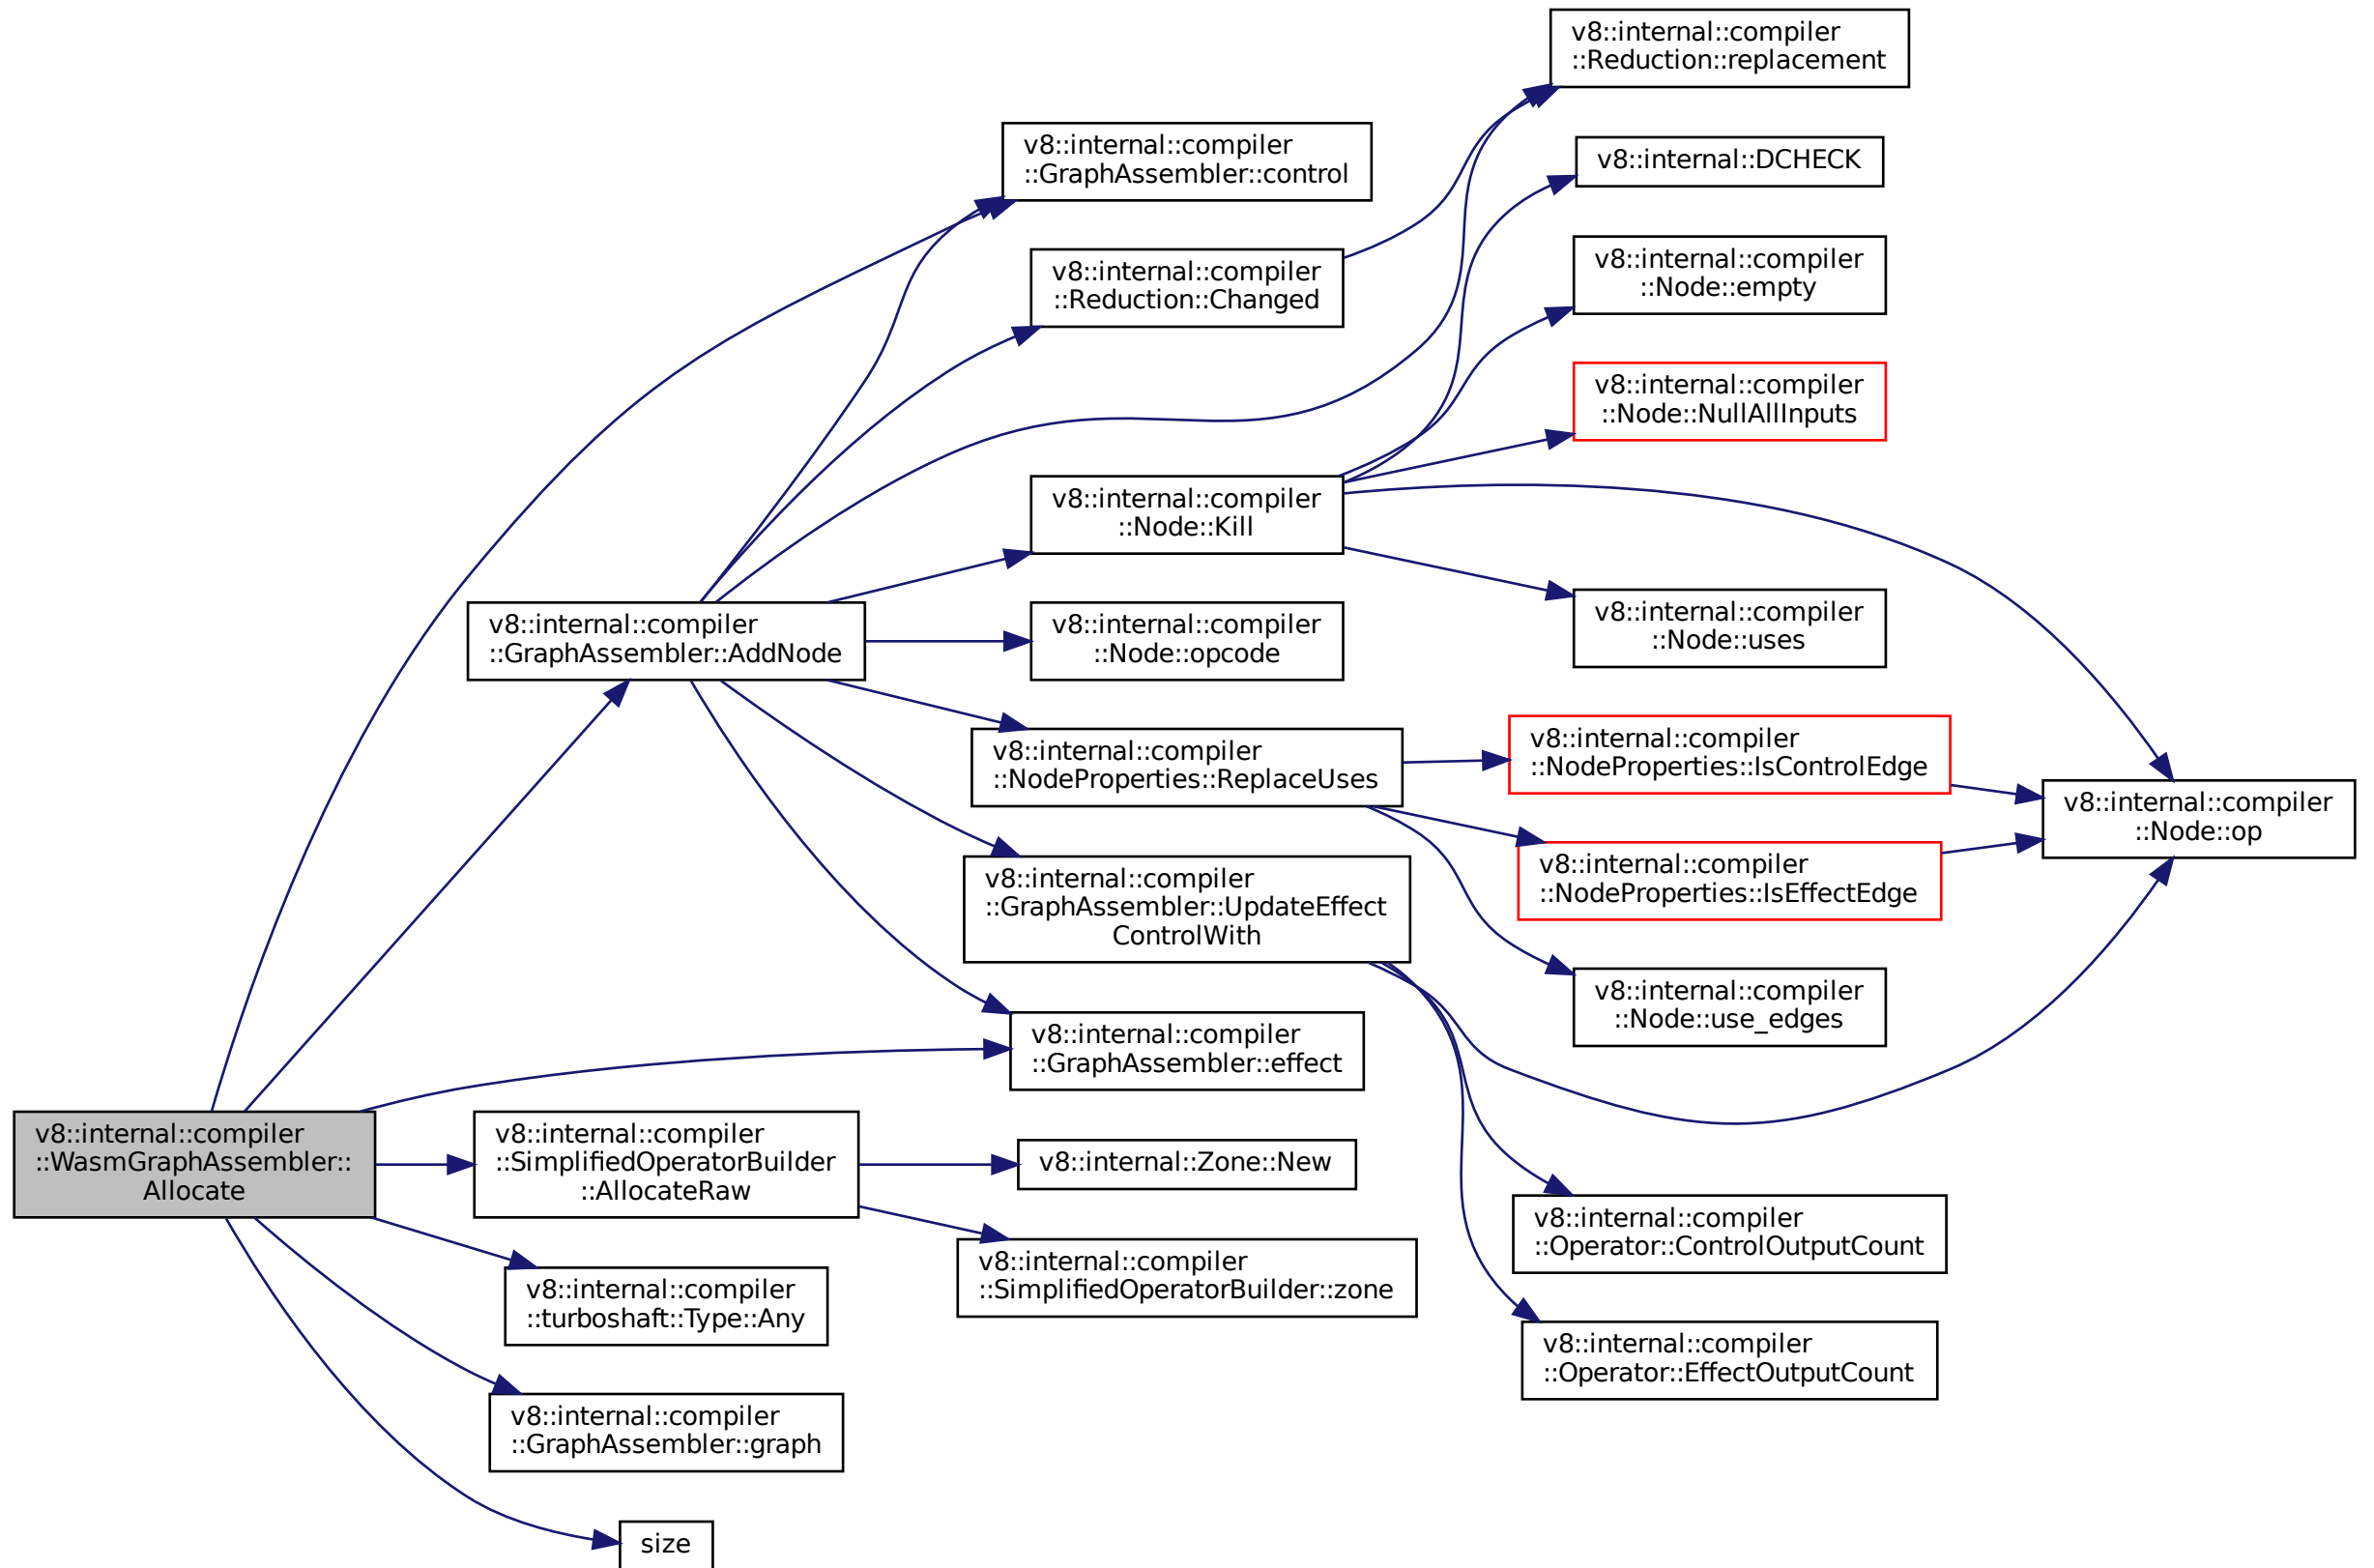 v8::internal::compiler
::WasmGraphAssembler::
Allocate
v8::internal::compiler
::GraphAssembler::AddNode
v8::internal::compiler
::SimplifiedOperatorBuilder
::AllocateRaw
v8::internal::compiler
::turboshaft::Type::Any
v8::internal::compiler
::GraphAssembler::graph
size
v8::internal::compiler
::GraphAssembler::control
v8::internal::compiler
::Reduction::Changed
v8::internal::compiler
::Node::Kill
v8::internal::compiler
::Node::opcode
v8::internal::compiler
::NodeProperties::ReplaceUses
v8::internal::compiler
::GraphAssembler::UpdateEffect
ControlWith
v8::internal::compiler
::GraphAssembler::effect
v8::internal::Zone::New
v8::internal::compiler
::SimplifiedOperatorBuilder::zone
v8::internal::compiler
::Reduction::replacement
v8::internal::DCHECK
v8::internal::compiler
::Node::empty
v8::internal::compiler
::Node::NullAllInputs
v8::internal::compiler
::Node::uses
v8::internal::compiler
::NodeProperties::IsControlEdge
v8::internal::compiler
::NodeProperties::IsEffectEdge
v8::internal::compiler
::Node::use_edges
v8::internal::compiler
::Operator::ControlOutputCount
v8::internal::compiler
::Operator::EffectOutputCount
v8::internal::compiler
::Node::op